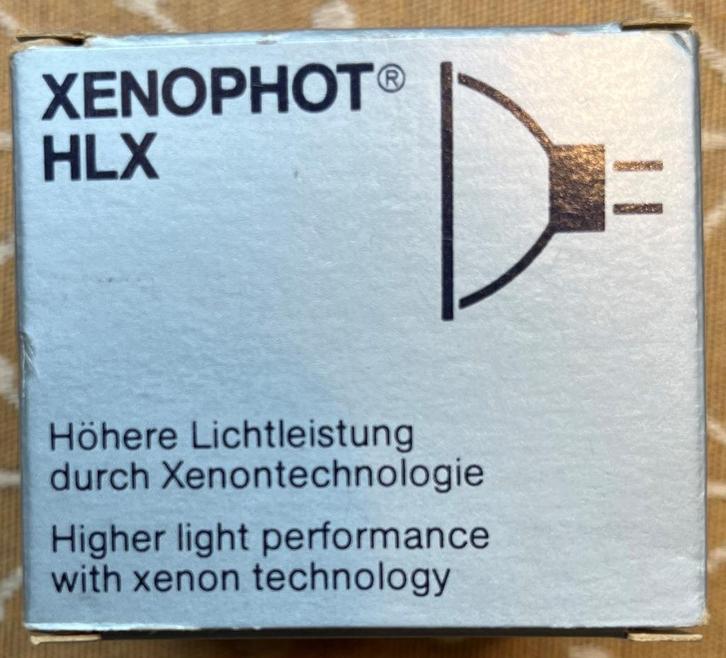 XENOPHOT®
HLX
Höhere Lichtleistung
durch Xenontechnologie
Higher light performance
with xenon technology